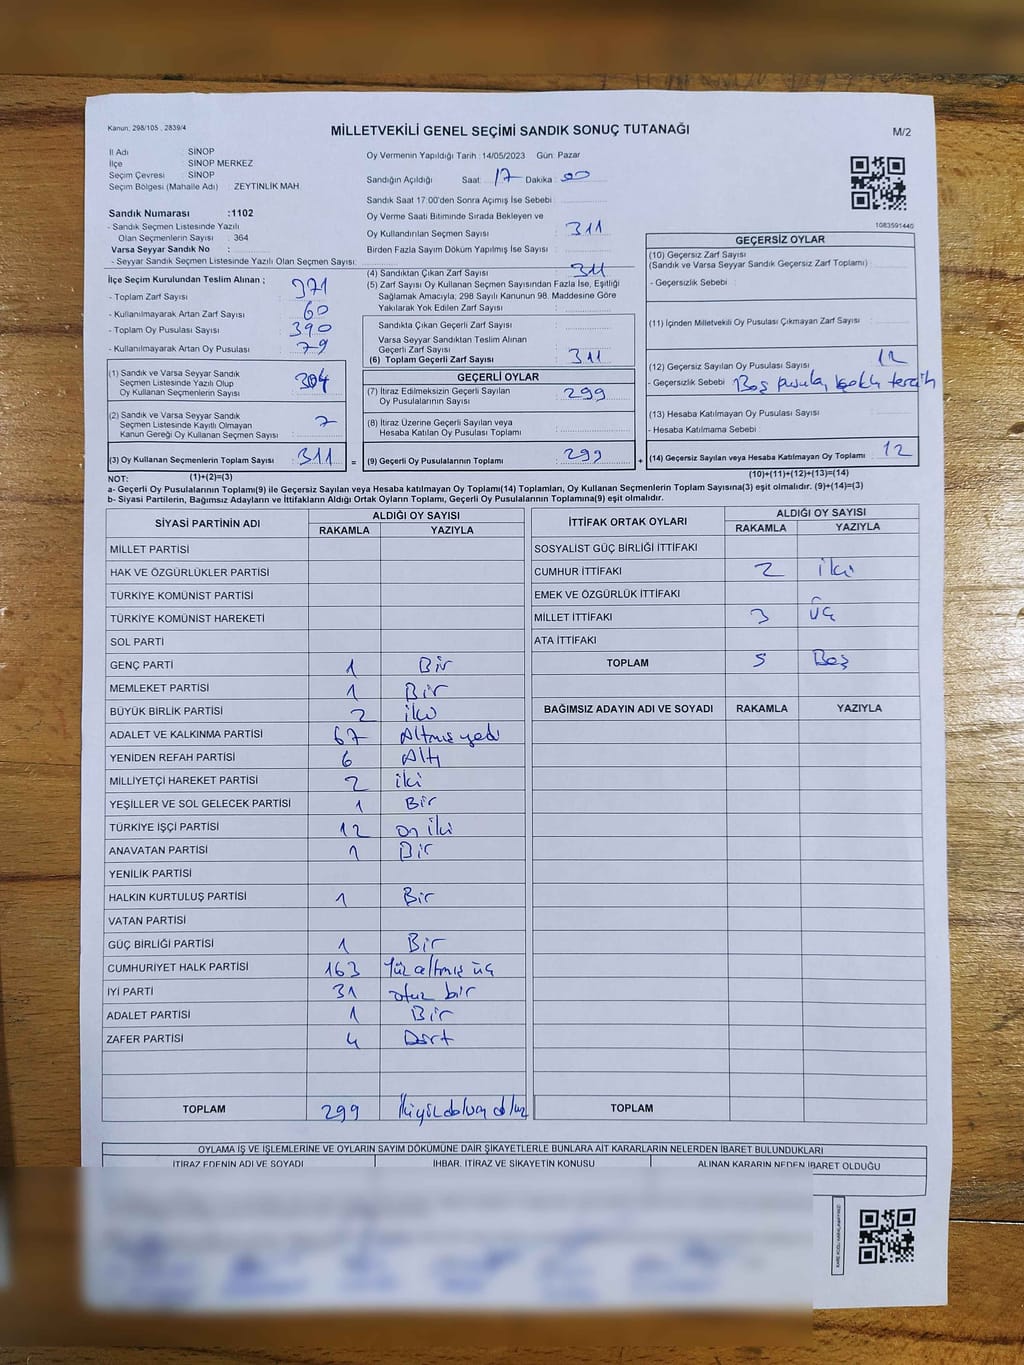 Kanun; 298/105 , 2839/4
MİLLETVEKİLİ GENEL SEÇİMİ SANDIK SONUÇ TUTANAĞI
M/2
İl Adı : SİNOP
İlçe : SİNOP MERKEZ
Seçim Çevresi : SİNOP
Seçim Bölgesi (Mahalle Adı) : ZEYTİNLİK MAH
Sandık Numarası :1102
- Sandık Seçmen Listesinde Yazılı
Olan Seçmenlerin Sayısı : 364
Varsa Seyyar Sandık No :
- Seyyar Sandık Seçmen Listesinde Yazılı Olan Seçmen Sayısı:
Oy Vermenin Yapıldığı Tarih :14/05/2023 Gün: Pazar
Sandığın Açıldığı Saat: 17 Dakika : 00
Sandık Saat 17:00'den Sonra Açımış İse Sebebi :
Oy Verme Saati Bitiminde Sırada Bekleyen ve
Oy Kullandırılan Seçmen Sayısı : 311
Birden Fazla Sayım Döküm Yapılmış İse Sayısı :
1083591440
İlçe Seçim Kurulundan Teslim Alınan ;
- Toplam Zarf Sayısı : 371
- Kullanılmayarak Artan Zarf Sayısı : 60
- Toplam Oy Pusulası Sayısı : 390
- Kullanılmayarak Artan Oy Pusulası : 79
(4) Sandıktan Çıkan Zarf Sayısı : 311
(5) Zarf Sayısı Oy Kullanan Seçmen Sayısından Fazla İse, Eşitliği
Sağlamak Amacıyla; 298 Sayılı Kanunun 98. Maddesine Göre
Yakılarak Yok Edilen Zarf Sayısı :
Sandıkta Çıkan Geçerli Zarf Sayısı :
Varsa Seyyar Sandıktan Teslim Alınan
Geçerli Zarf Sayısı :
(6) Toplam Geçerli Zarf Sayısı : 311
GEÇERSİZ OYLAR
(10) Geçersiz Zarf Sayısı
(Sandık ve Varsa Seyyar Sandık Geçersiz Zarf Toplamı) :
- Geçersizlik Sebebi :
(11) İçinden Milletvekili Oy Pusulası Çıkmayan Zarf Sayısı :
(12) Geçersiz Sayılan Oy Pusulası Sayısı : 12
- Geçersizlik Sebebi : Boş pusula, tercih
(13) Hesaba Katılmayan Oy Pusulası Sayısı :
- Hesaba Katılmama Sebebi :
(14) Geçersiz Sayılan veya Hesaba Katılmayan Oy Toplamı : 12
(10)+(11)+(12)+(13)=(14)
(1) Sandık ve Varsa Seyyar Sandık
Seçmen Listesinde Yazılı Olup
Oy Kullanan Seçmenlerin Sayısı : 304
(2) Sandık ve Varsa Seyyar Sandık
Seçmen Listesinde Kayıtlı Olmayan
Kanun Gereği Oy Kullanan Seçmen Sayısı : 7
(3) Oy Kullanan Seçmenlerin Toplam Sayısı : 311
(1)+(2)=(3)
=
GEÇERLİ OYLAR
(7) İtiraz Edilmeksizin Geçerli Sayılan
Oy Pusulalarının Sayısı : 299
(8) İtiraz Üzerine Geçerli Sayılan veya
Hesaba Katılan Oy Pusulası Toplamı :
(9) Geçerli Oy Pusulalarının Toplamı : 299
+
NOT:
a- Geçerli Oy Pusulalarının Toplamı(9) ile Geçersiz Sayılan veya Hesaba katılmayan Oy Toplamı(14) Toplamları, Oy Kullanan Seçmenlerin Toplam Sayısına(3) eşit olmalıdır. (9)+(14)=(3)
b- Siyasi Partilerin, Bağımsız Adayların ve İttifakların Aldığı Ortak Oyların Toplamı, Geçerli Oy Pusulalarının Toplamına(9) eşit olmalıdır.
SİYASİ PARTİNİN ADI ALDIĞI OY SAYISI
RAKAMLA YAZIYLA
MİLLET PARTİSİ
HAK VE ÖZGÜRLÜKLER PARTİSİ
TÜRKİYE KOMÜNİST PARTİSİ
TÜRKİYE KOMÜNİST HAREKETİ
SOL PARTİ
GENÇ PARTİ 1 Bir
MEMLEKET PARTİSİ 1 Bir
BÜYÜK BİRLİK PARTİSİ 2 iki
ADALET VE KALKINMA PARTİSİ 67 Altmış yedi
YENİDEN REFAH PARTİSİ 6 Altı
MİLLİYETÇİ HAREKET PARTİSİ 2 iki
YEŞİLLER VE SOL GELECEK PARTİSİ 1 Bir
TÜRKİYE İŞÇİ PARTİSİ 12 on iki
ANAVATAN PARTİSİ 1 Bir
YENİLİK PARTİSİ
HALKIN KURTULUŞ PARTİSİ 1 Bir
VATAN PARTİSİ
GÜÇ BİRLİĞİ PARTİSİ 1 Bir
CUMHURİYET HALK PARTİSİ 163 Yüz altmış üç
İYİ PARTİ 31 otuz bir
ADALET PARTİSİ 1 Bir
ZAFER PARTİSİ 4 Dört
TOPLAM 299 İkiyüz doksan dokuz
İTTİFAK ORTAK OYLARI ALDIĞI OY SAYISI
RAKAMLA YAZIYLA
SOSYALIST GÜÇ BİRLİĞİ İTTİFAKI
CUMHUR İTTİFAKI 2 iki
EMEK VE ÖZGÜRLÜK İTTİFAKI
MİLLET İTTİFAKI 3 Üç
ATA İTTİFAKI
TOPLAM 5 Beş
BAĞIMSIZ ADAYIN ADI VE SOYADI RAKAMLA YAZIYLA
TOPLAM
OYLAMA İŞ VE İŞLEMLERİNE VE OYLARIN SAYIM DÖKÜMÜNE DAİR ŞİKAYETLERLE BUNLARA AİT KARARLARIN NELERDEN İBARET BULUNDUKLARI
İTİRAZ EDENİN ADI VE SOYADI İHBAR, İTİRAZ VE ŞİKAYETİN KONUSU ALINAN KARARIN NEDEN İBARET OLDUĞU